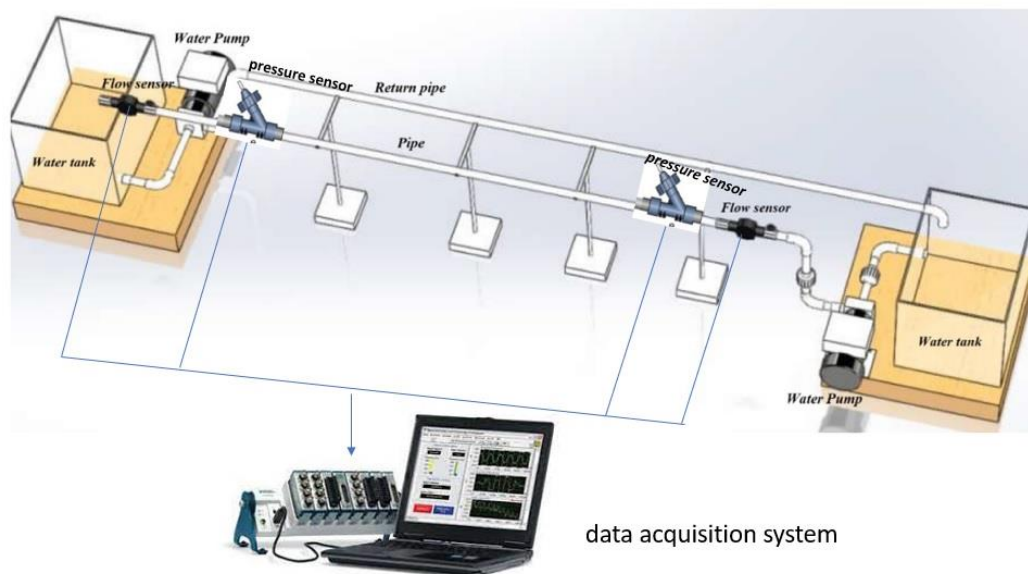 Water Pump
Flow sensor
pressure sensor
Return pipe
Water tank
Pipe
pressure sensor
Flow sensor
Water tank
Water Pump
data acquisition system